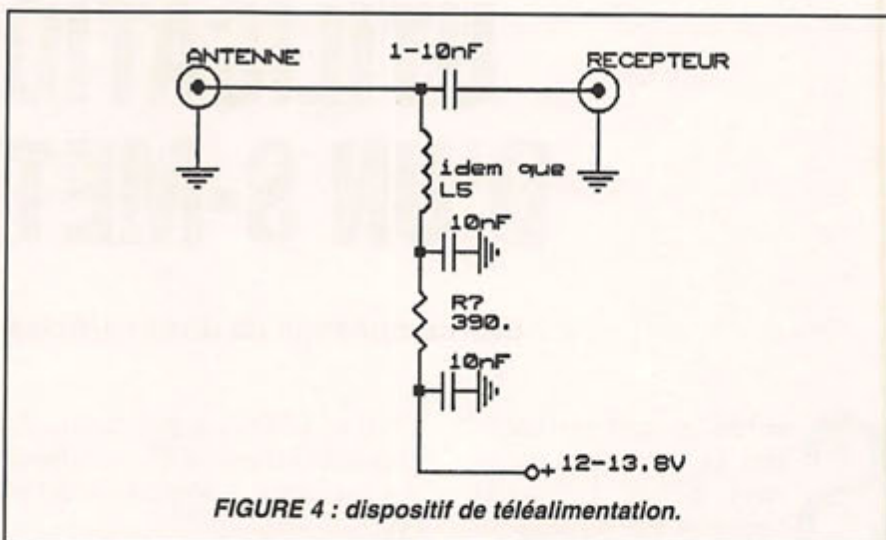 ANTENNE
1-10nF
RECEPTEUR
idem que
L5
10nF
R7
390.
10nF
+ 12-13.8V
FIGURE 4 : dispositif de téléalimentation.